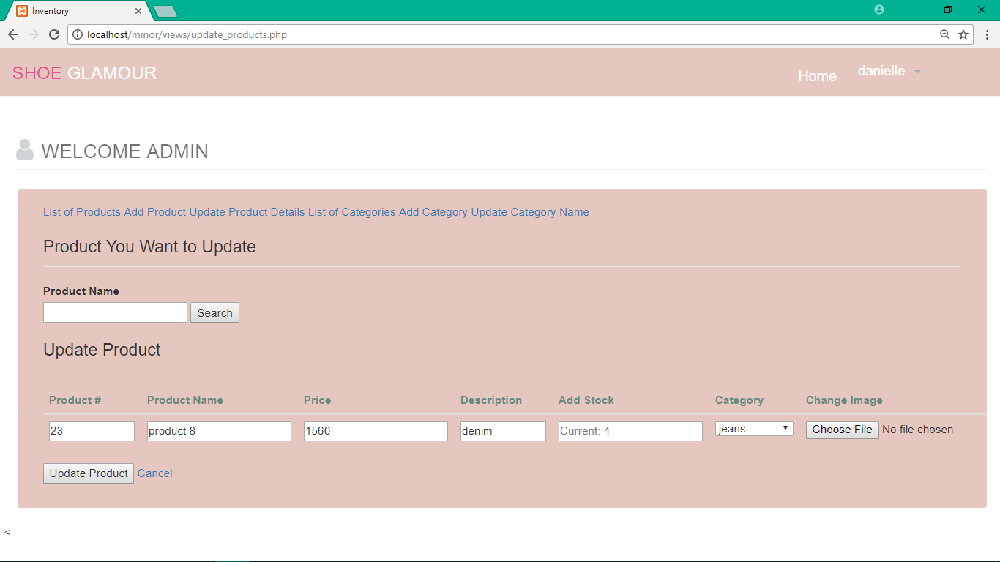 Inventory
localhost/minor/views/update_products.php
SHOE GLAMOUR
Home
danielle
WELCOME ADMIN
List of Products Add Product Update Product Details List of Categories Add Category Update Category Name
Product You Want to Update
Product Name
Search
Update Product
Product # Product Name Price Description Add Stock Category Change Image
23 product 8 1560 denim Current: 4 jeans Choose File No file chosen
Update Product Cancel
<